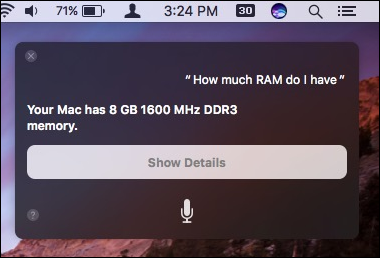 71% 3:24 PM 30
“How much RAM do I have”
Your Mac has 8 GB 1600 MHz DDR3
memory.
Show Details
?